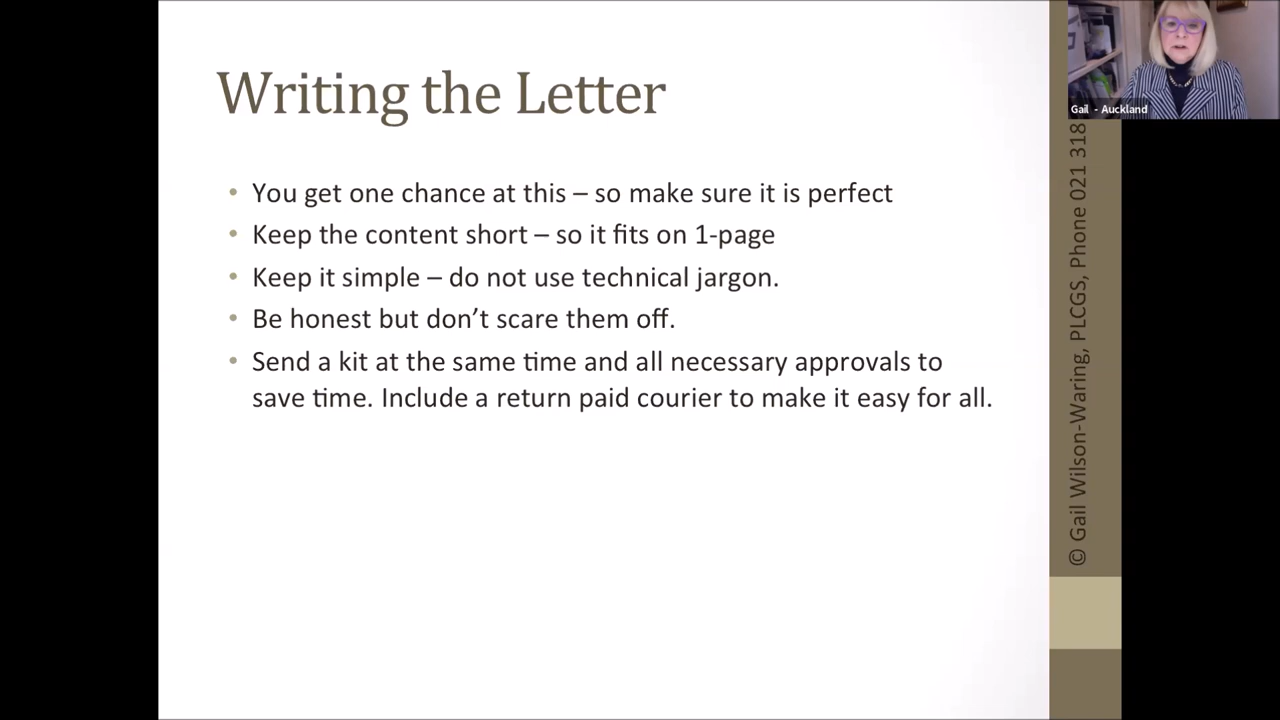 Writing the Letter
• You get one chance at this – so make sure it is perfect
• Keep the content short – so it fits on 1-page
• Keep it simple – do not use technical jargon.
• Be honest but don’t scare them off.
• Send a kit at the same time and all necessary approvals to
save time. Include a return paid courier to make it easy for all.
© Gail Wilson-Waring, PLCGS, Phone 021 318
Gail - Auckland